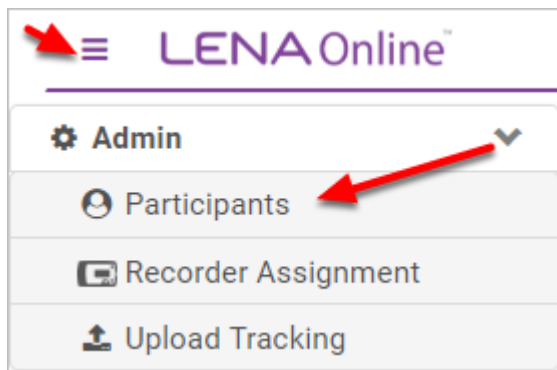 LENA Online™
Admin
Participants
Recorder Assignment
Upload Tracking